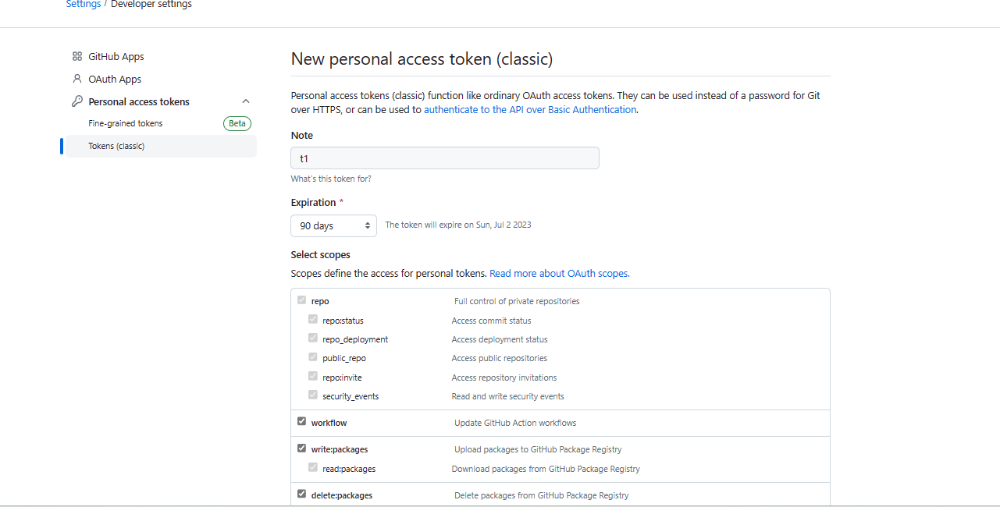 Settings / Developer settings
GitHub Apps
OAuth Apps
Personal access tokens
Fine-grained tokens Beta
Tokens (classic)
New personal access token (classic)
Personal access tokens (classic) function like ordinary OAuth access tokens. They can be used instead of a password for Git
over HTTPS, or can be used to authenticate to the API over Basic Authentication.
Note
t1
What's this token for?
Expiration *
90 days The token will expire on Sun, Jul 2 2023
Select scopes
Scopes define the access for personal tokens. Read more about OAuth scopes.
repo Full control of private repositories
repo:status Access commit status
repo_deployment Access deployment status
public_repo Access public repositories
repo:invite Access repository invitations
security_events Read and write security events
workflow Update GitHub Action workflows
write:packages Upload packages to GitHub Package Registry
read:packages Download packages from GitHub Package Registry
delete:packages Delete packages from GitHub Package Registry